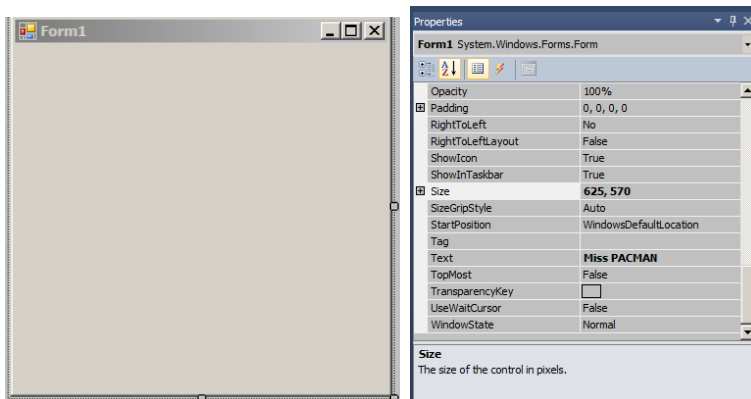 Form1
Properties
Form1 System.Windows.Forms.Form
Opacity 100%
Padding 0, 0, 0, 0
RightToLeft No
RightToLeftLayout False
ShowIcon True
ShowInTaskbar True
Size 625, 570
SizeGripStyle Auto
StartPosition WindowsDefaultLocation
Tag
Text Miss PACMAN
TopMost False
TransparencyKey
UseWaitCursor False
WindowState Normal
Size
The size of the control in pixels.